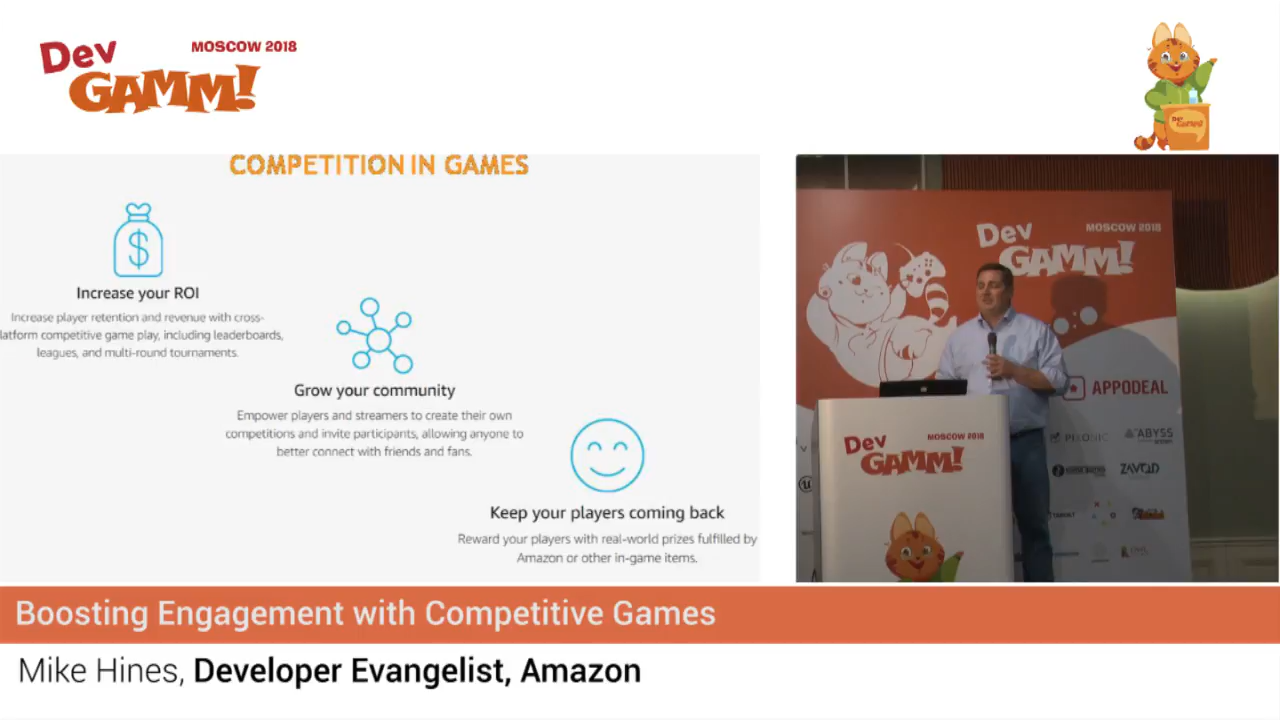 Dev
GAMM!
MOSCOW 2018
Dev
GAMM!
COMPETITION IN GAMES
Increase your ROI
Increase player retention and revenue with cross-
latform competitive game play, including leaderboards,
leagues, and multi-round tournaments.
Grow your community
Empower players and streamers to create their own
competitions and invite participants, allowing anyone to
better connect with friends and fans.
Keep your players coming back
Reward your players with real-world prizes fulfilled by
Amazon or other in-game items.
Dev
GAMM!
MOSCOW 2018
APPODEAL
PIXONIC
ABYSS
ZAVOD
Dev
GAMM!
MOSCOW 2018
Boosting Engagement with Competitive Games
Mike Hines, Developer Evangelist, Amazon